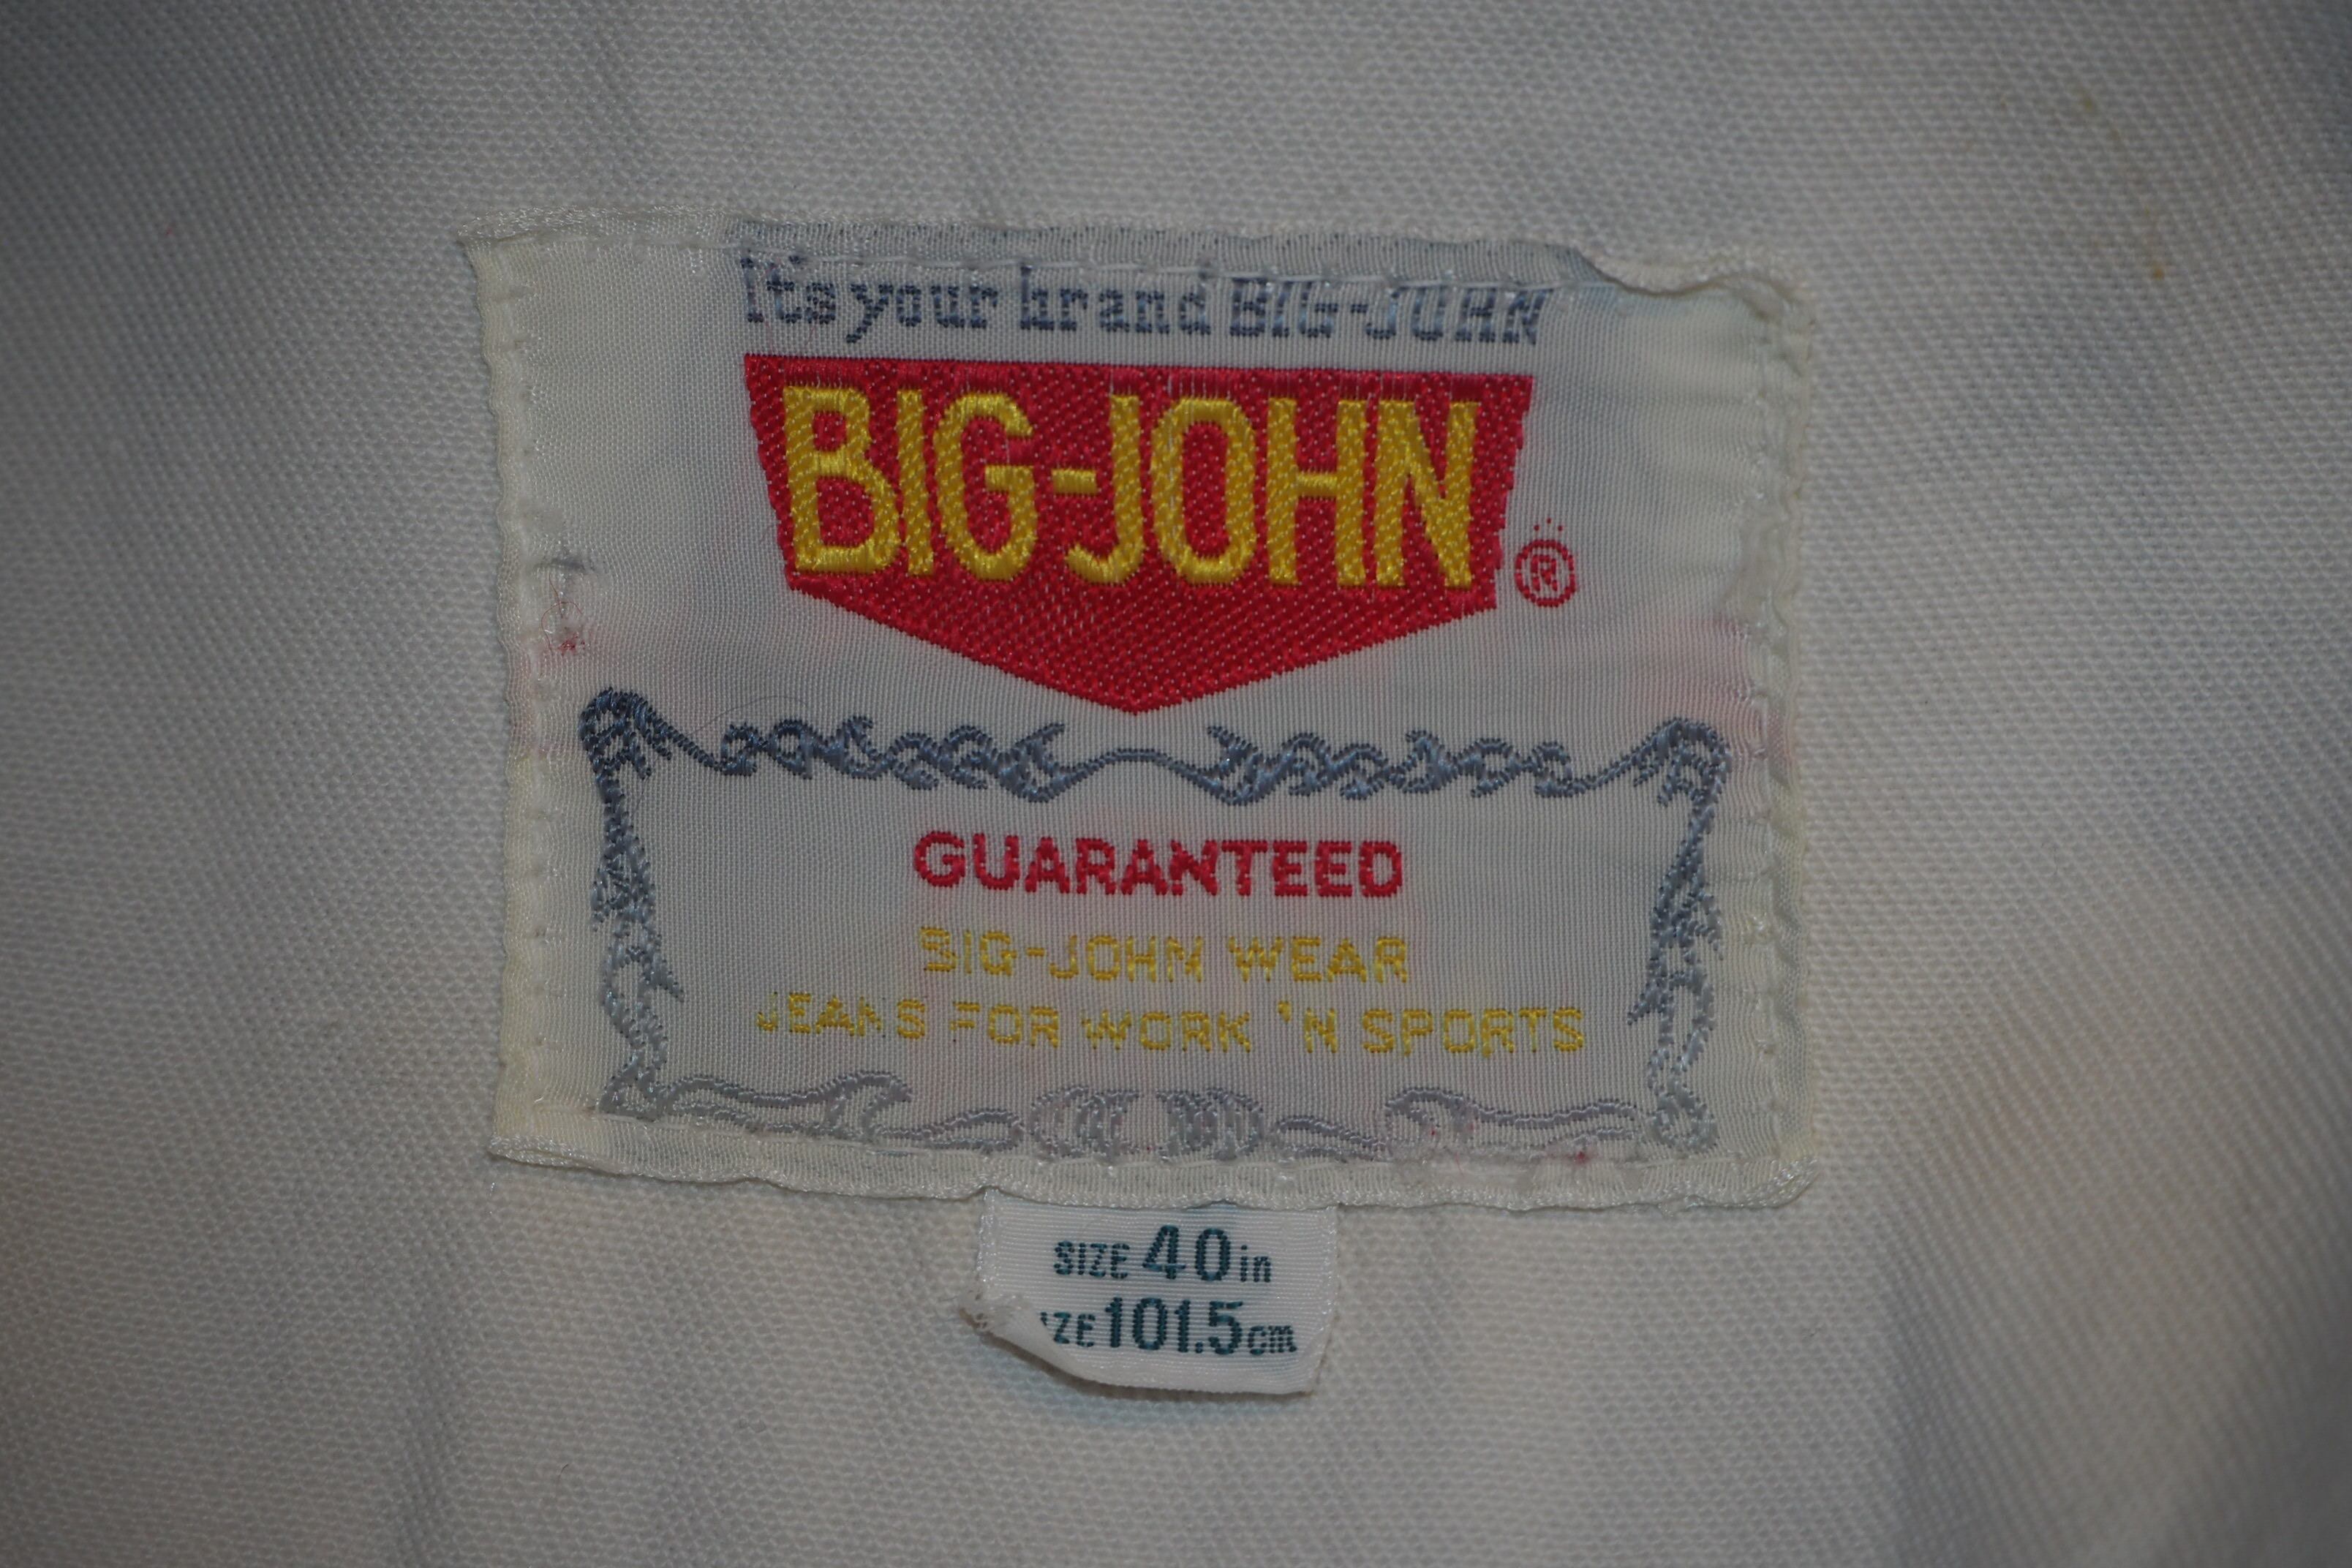 It's your brand BIG-JOHN
BIG-JOHN
®
GUARANTEED
BIG-JOHN WEAR
JEANS FOR WORK 'N SPORTS
SIZE 40 in
IZE 101.5 cm